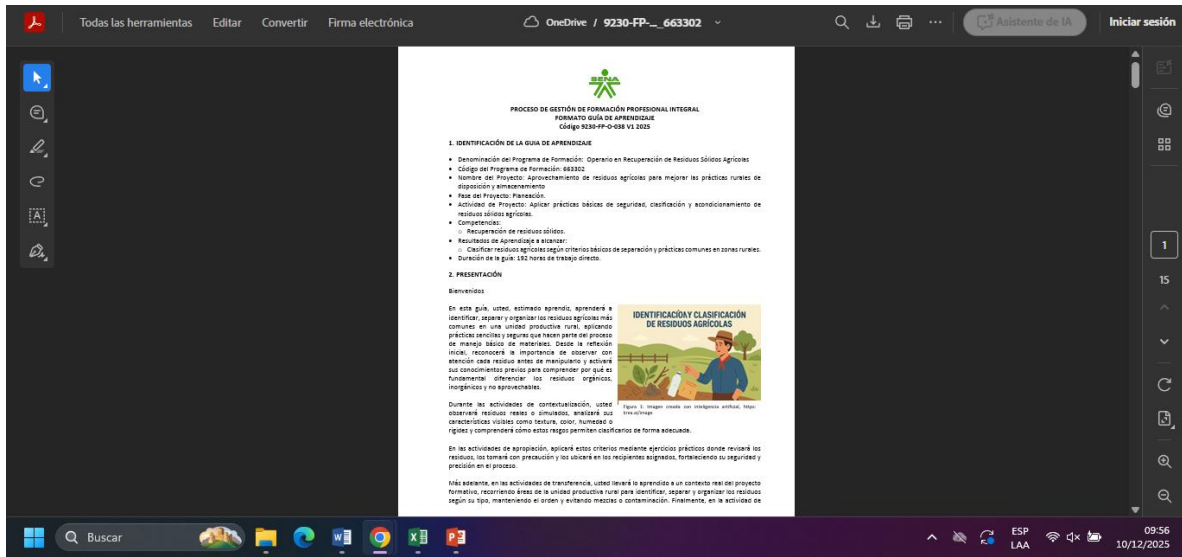 Todas las herramientas Editar Convertir Firma electrónica OneDrive / 9230-FP-..._663302 Asistente de IA Iniciar sesión
SENA
PROCESO DE GESTIÓN DE FORMACIÓN PROFESIONAL INTEGRAL
FORMATO GUÍA DE APRENDIZAJE
Código 9230-FP-O-038 V1 2025
1. IDENTIFICACIÓN DE LA GUIA DE APRENDIZAJE
• Denominación del Programa de Formación: Operario en Recuperación de Residuos Sólidos Agrícolas
• Código del Programa de Formación: 663302
• Nombre del Proyecto: Aprovechamiento de residuos agrícolas para mejorar las prácticas rurales de
disposición y almacenamiento
• Fase del Proyecto: Planeación.
• Actividad de Proyecto: Aplicar prácticas básicas de seguridad, clasificación y acondicionamiento de
residuos sólidos agrícolas.
• Competencias:
o Recuperación de residuos sólidos.
• Resultados de Aprendizaje a alcanzar:
o Clasificar residuos agrícolas según criterios básicos de separación y prácticas comunes en zonas rurales.
• Duración de la guía: 192 horas de trabajo directo.
2. PRESENTACIÓN
Bienvenidos
En esta guía, usted, estimado aprendiz, aprenderá a
identificar, separar y organizar los residuos agrícolas más
comunes en una unidad productiva rural, aplicando
prácticas sencillas y seguras que hacen parte del proceso
de manejo básico de materiales. Desde la reflexión
inicial, reconocerá la importancia de observar con
atención cada residuo antes de manipularlo y activará
sus conocimientos previos para comprender por qué es
fundamental diferenciar los residuos orgánicos,
inorgánicos y no aprovechables.
IDENTIFICACÍOAY CLASIFICACIÓN
DE RESIDUOS AGRÍCOLAS
Figura 1: Imagen creada con inteligencia artificial, https:
krea.ai/image
Durante las actividades de contextualización, usted
observará residuos reales o simulados, analizará sus
características visibles como textura, color, humedad o
rigidez y comprenderá cómo estos rasgos permiten clasificarlos de forma adecuada.
En las actividades de apropiación, aplicará estos criterios mediante ejercicios prácticos donde revisará los
residuos, los tomará con precaución y los ubicará en los recipientes asignados, fortaleciendo su seguridad y
precisión en el proceso.
Más adelante, en las actividades de transferencia, usted llevará lo aprendido a un contexto real del proyecto
formativo, recorriendo áreas de la unidad productiva rural para identificar, separar y organizar los residuos
según su tipo, manteniendo el orden y evitando mezclas o contaminación. Finalmente, en la actividad de
1
15
Buscar
ESP
LAA
09:56
10/12/2025